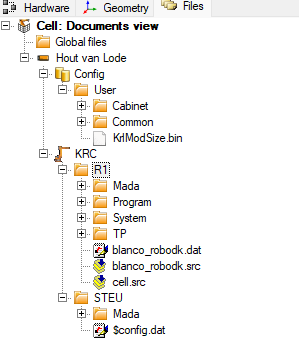 Hardware Geometry Files
Cell: Documents view
Global files
Hout van Lode
Config
User
Cabinet
Common
KrlModSize.bin
KRC
R1
Mada
Program
System
TP
blanco_robodk.dat
blanco_robodk.src
cell.src
STEU
Mada
$config.dat